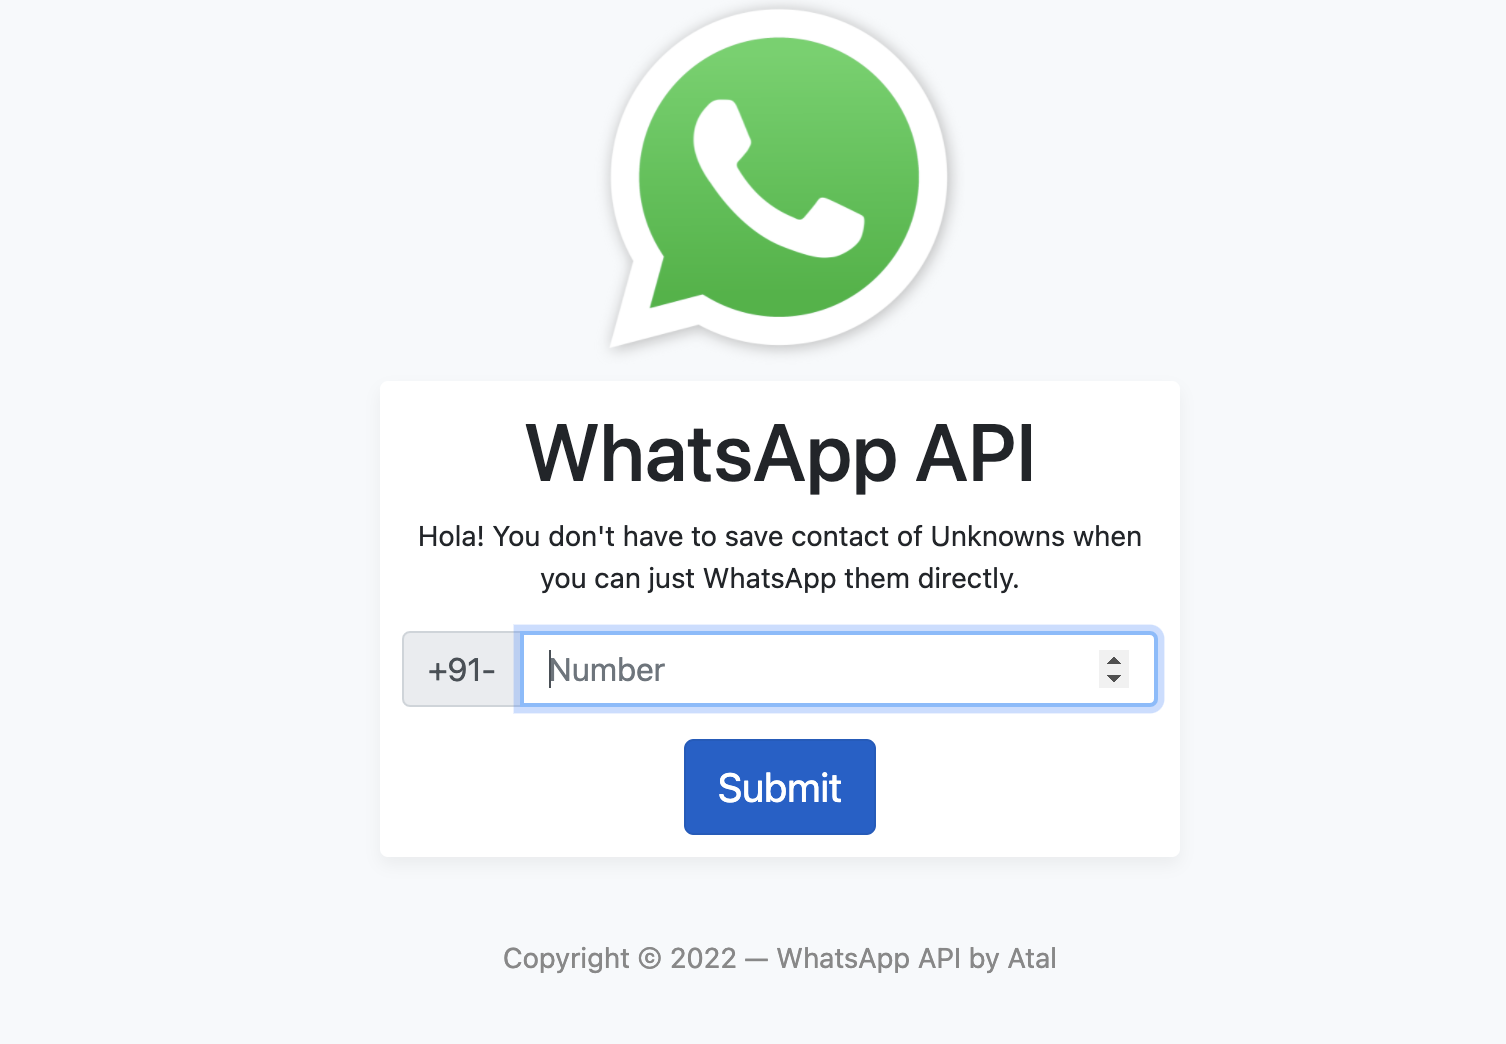 WhatsApp API
Hola! You don't have to save contact of Unknowns when
you can just WhatsApp them directly.
+91- Number
Submit
Copyright © 2022 — WhatsApp API by Atal